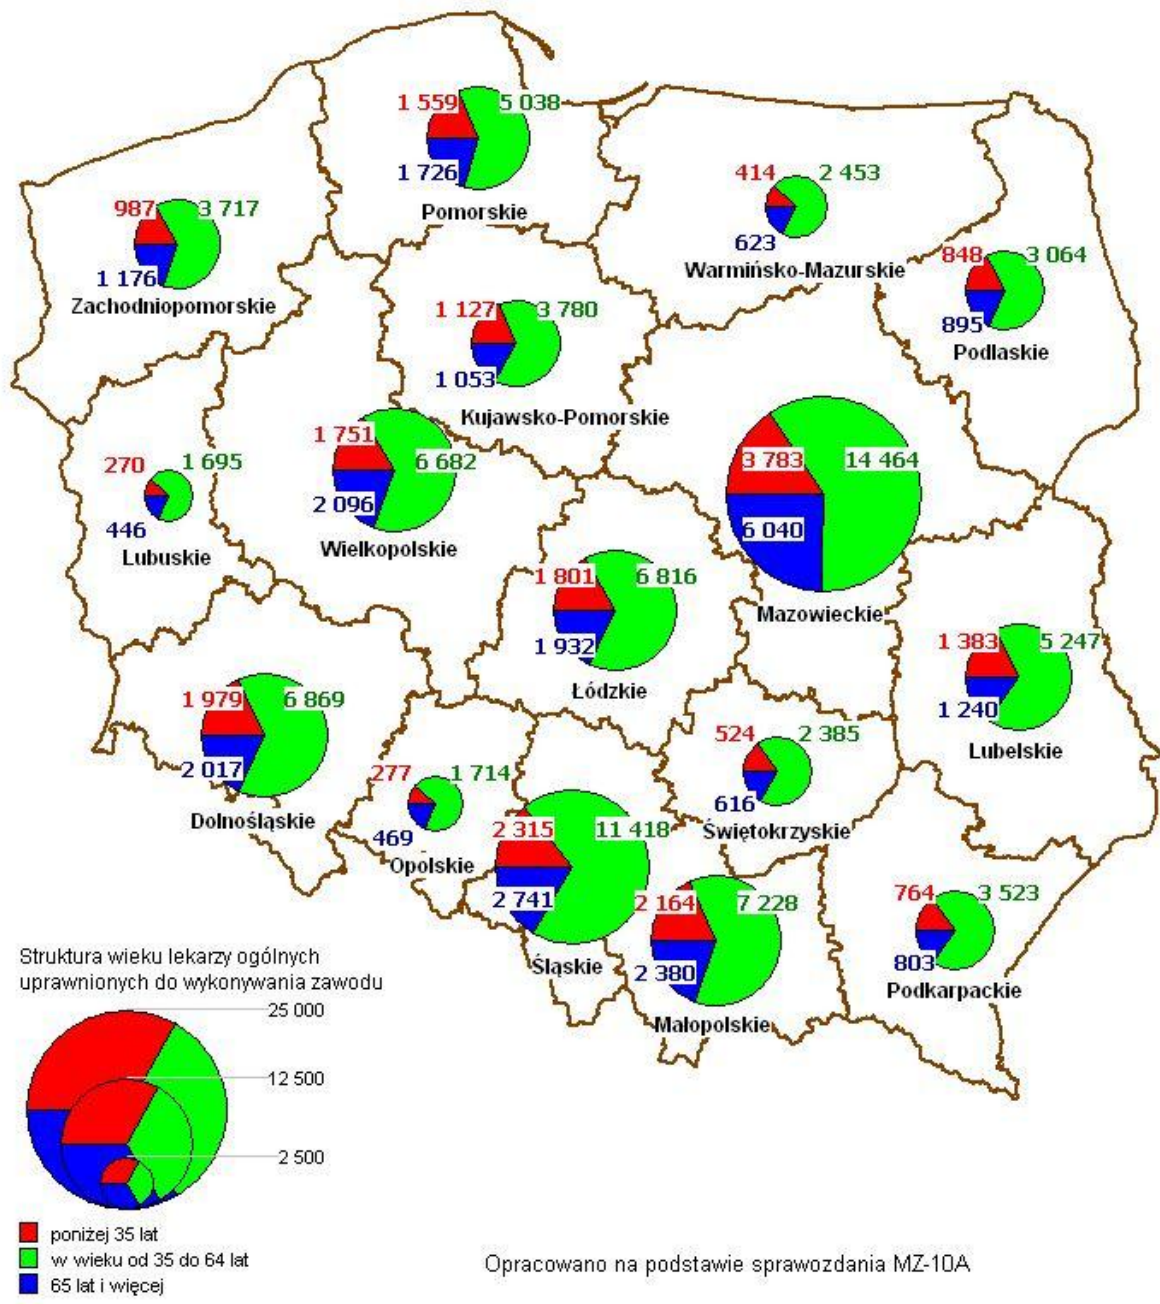 1 559 5 038
1 726
Pomorskie
414 2 453
623
Warmińsko-Mazurskie
987 3 717
1 176
Zachodniopomorskie
848 3 064
895
Podlaskie
1 127 3 780
1 053
Kujawsko-Pomorskie
1 751 6 682
2 096
Wielkopolskie
3 783 14 464
6 040
Mazowieckie
270 1 695
446
Lubuskie
1 801 6 816
1 932
Łódzkie
1 383 5 247
1 240
Lubelskie
1 979 6 869
2 017
Dolnośląskie
277 1 714
469
Opolskie
524 2 385
616
Świętokrzyskie
2 315 11 418
2 741
Śląskie
2 164 7 228
2 380
Małopolskie
764 3 523
803
Podkarpackie
Struktura wieku lekarzy ogólnych
uprawnionych do wykonywania zawodu
25 000
12 500
2 500
poniżej 35 lat
w wieku od 35 do 64 lat
65 lat i więcej
Opracowano na podstawie sprawozdania MZ-10A